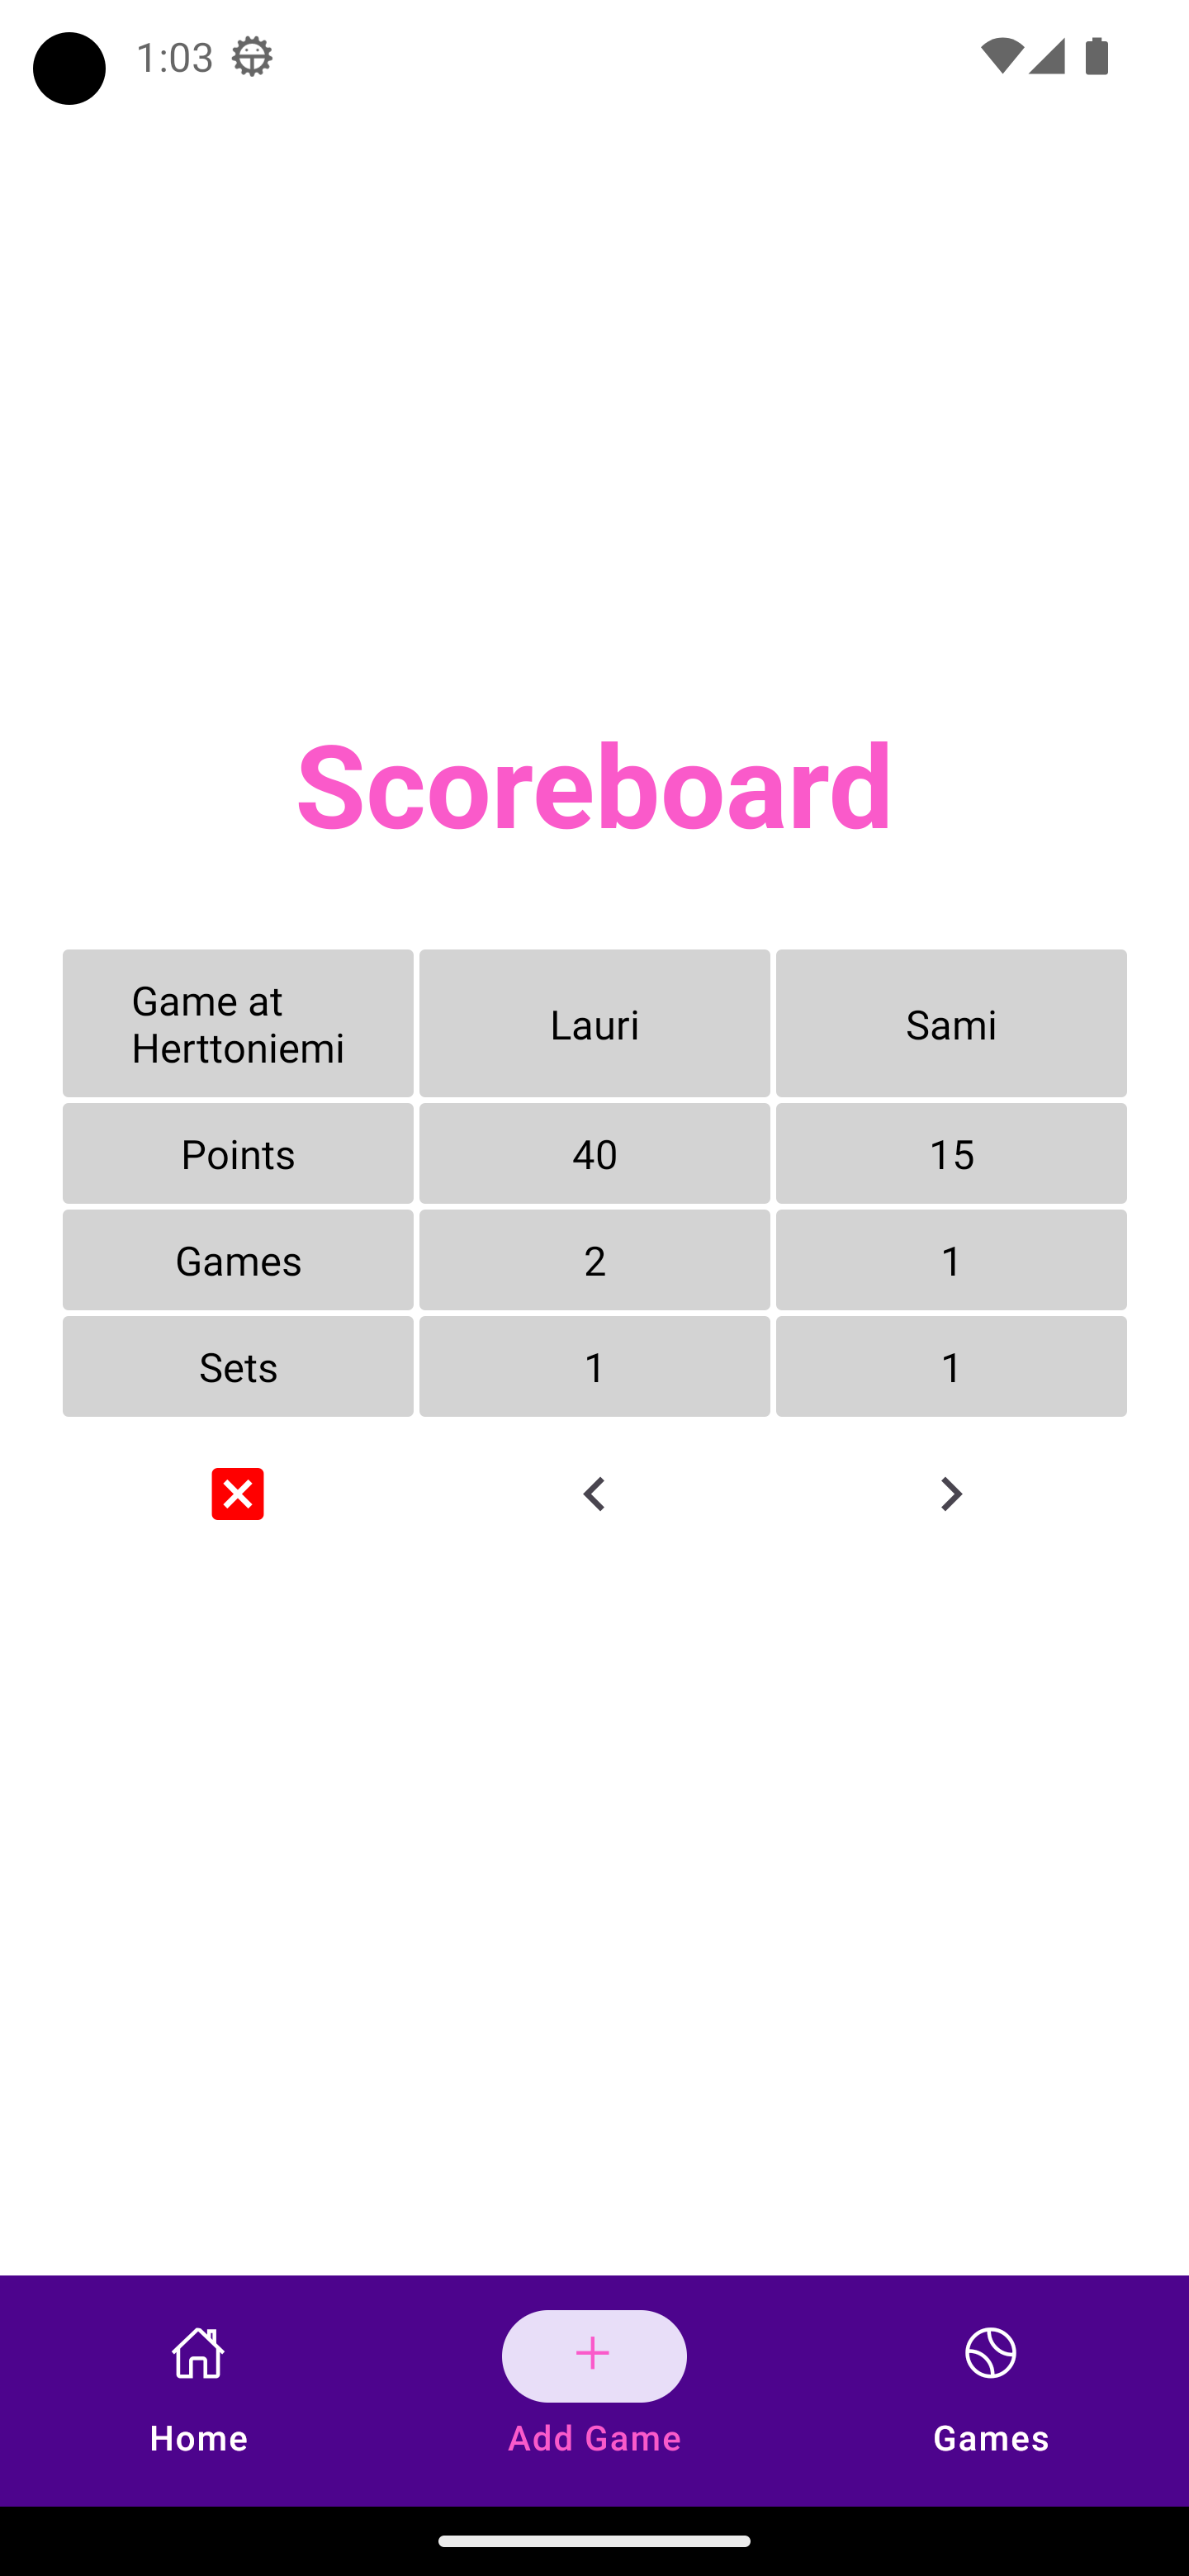 1:03
Scoreboard
Game at
Herttoniemi
Lauri
Sami
Points
40
15
Games
2
1
Sets
1
1
Home
Add Game
Games